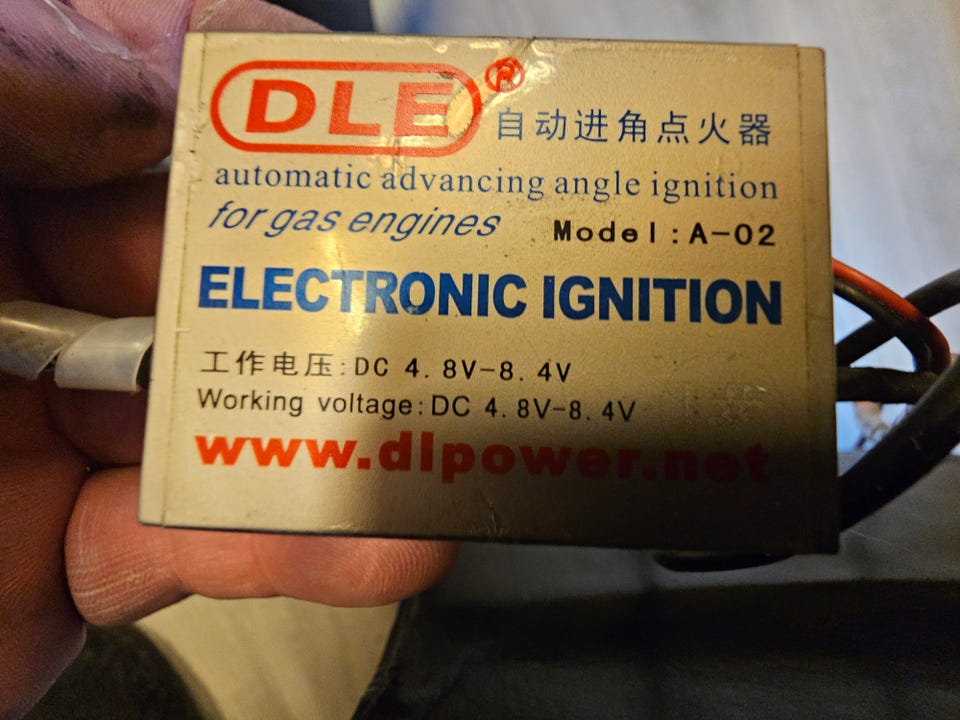 DLE®
自动进角点火器
automatic advancing angle ignition
for gas engines Model:A-02
ELECTRONIC IGNITION
工作电压:DC 4.8V-8.4V
Working voltage:DC 4.8V-8.4V
www.dlpower.net